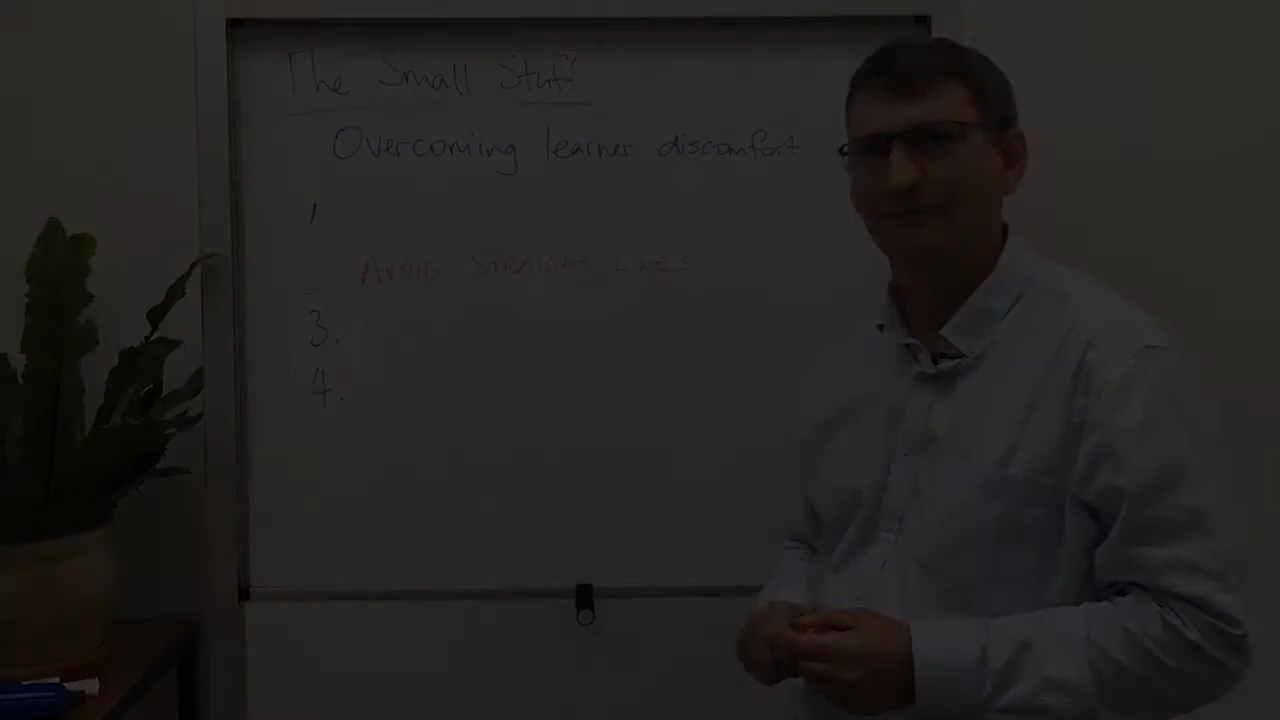 The Small Stuff
Overcoming learner discomfort
1
AVOID STRAIGHT LINES
3.
4.